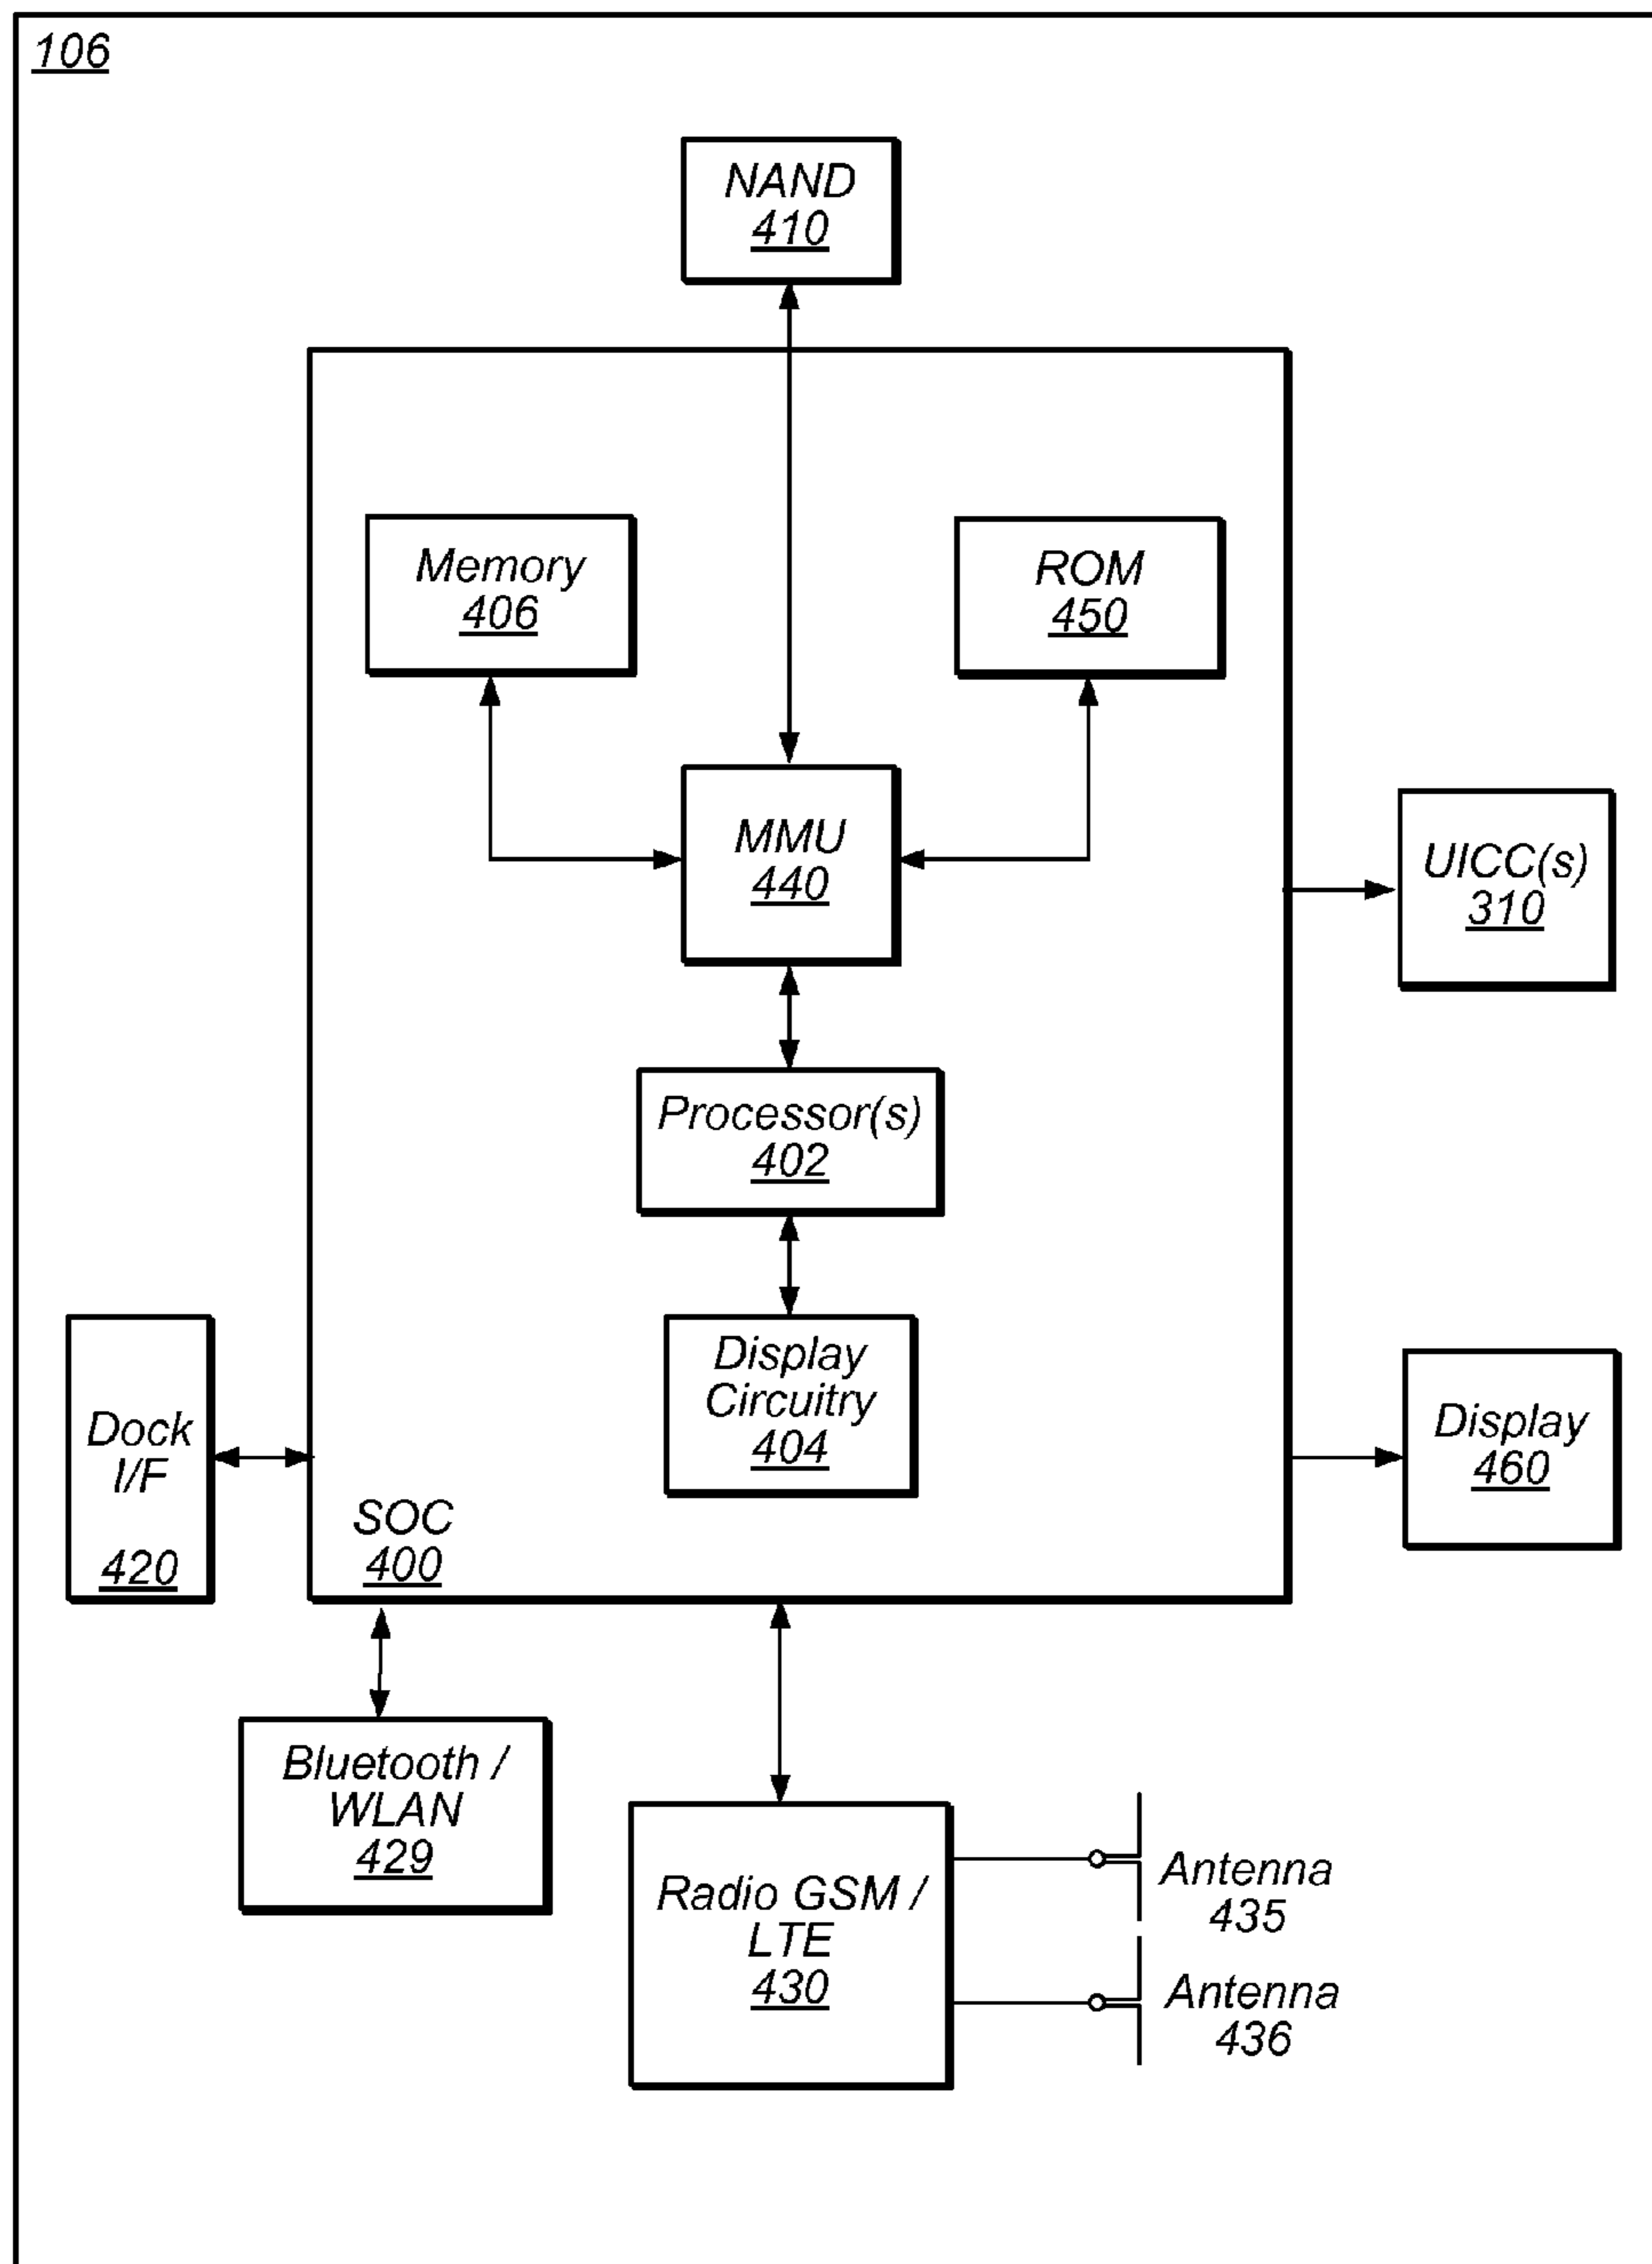 106
NAND
410
Memory
406
ROM
450
MMU
440
UICC(s)
310
Processor(s)
402
Display
Circuitry
404
Dock
I/F
420
Display
460
SOC
400
Bluetooth /
WLAN
429
Radio GSM /
LTE
430
Antenna
435
Antenna
436